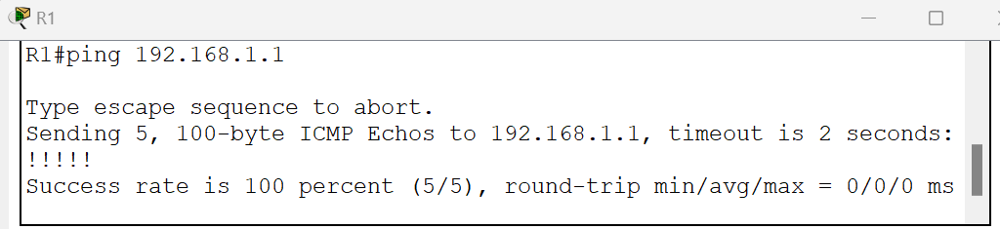 R1
R1#ping 192.168.1.1
Type escape sequence to abort.
Sending 5, 100-byte ICMP Echos to 192.168.1.1, timeout is 2 seconds:
!!!!!
Success rate is 100 percent (5/5), round-trip min/avg/max = 0/0/0 ms